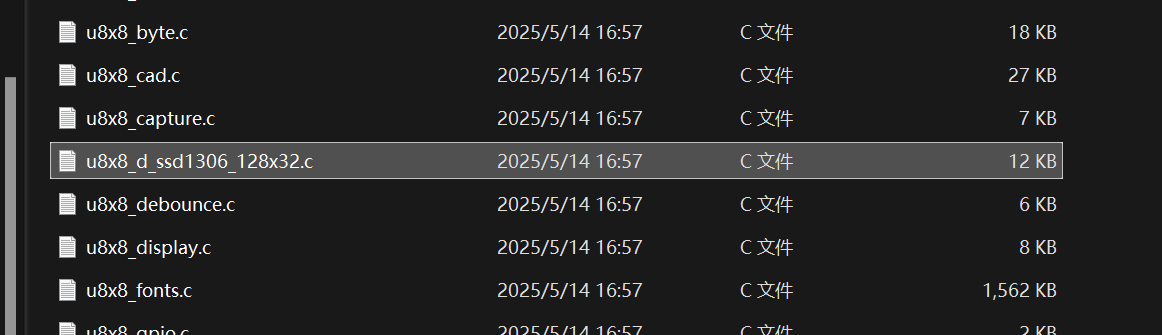 u8x8_byte.c 2025/5/14 16:57 C 文件 18 KB
u8x8_cad.c 2025/5/14 16:57 C 文件 27 KB
u8x8_capture.c 2025/5/14 16:57 C 文件 7 KB
u8x8_d_ssd1306_128x32.c 2025/5/14 16:57 C 文件 12 KB
u8x8_debounce.c 2025/5/14 16:57 C 文件 6 KB
u8x8_display.c 2025/5/14 16:57 C 文件 8 KB
u8x8_fonts.c 2025/5/14 16:57 C 文件 1,562 KB
u8x8_gpio.c 2025/5/14 16:57 C 文件 2 KB